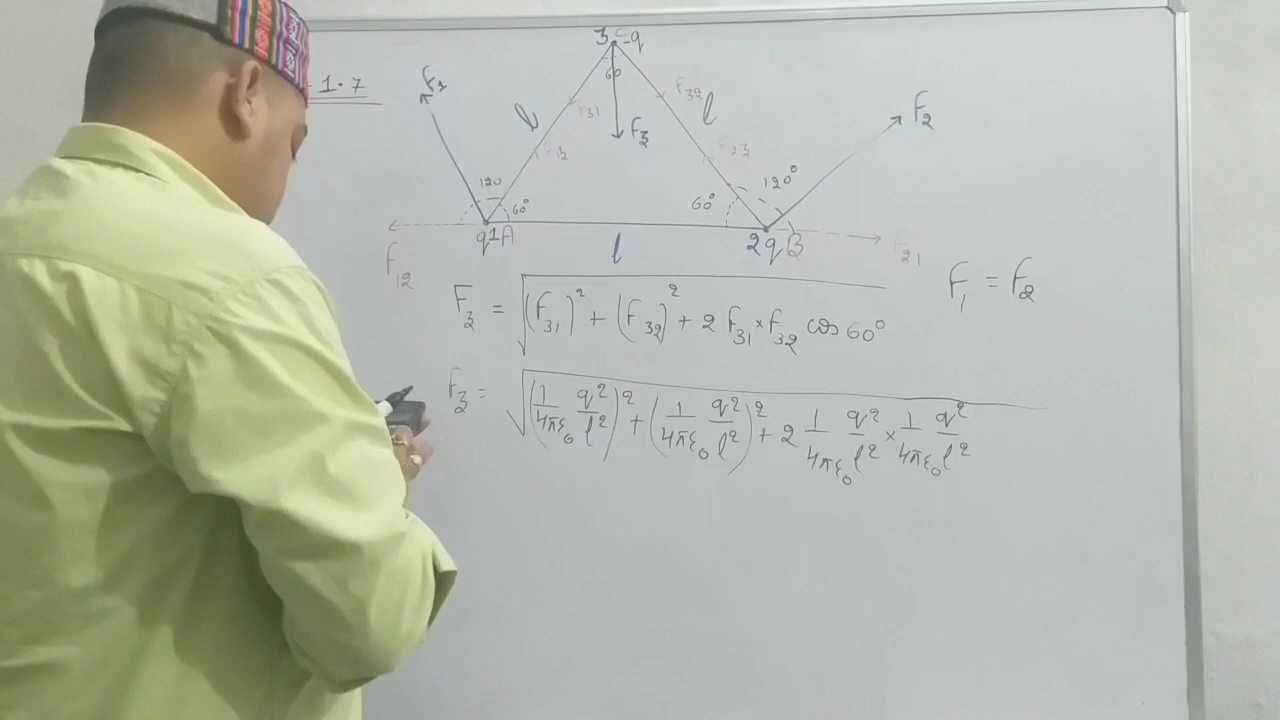 1.7
3 C -q
F1
60
F32
F31
l
l
F3
F2
F13
F23
120
60°
60°
120°
q1A
2qB
F12
l
F21
F3 = √(F31)² + (F32)² + 2 F31 × F32 cos 60°
F1 = F2
F3 = √(1/4πε0 q²/l²)² + (1/4πε0 q²/l²)² + 2 1/4πε0 q²/l² × 1/4πε0 q²/l²